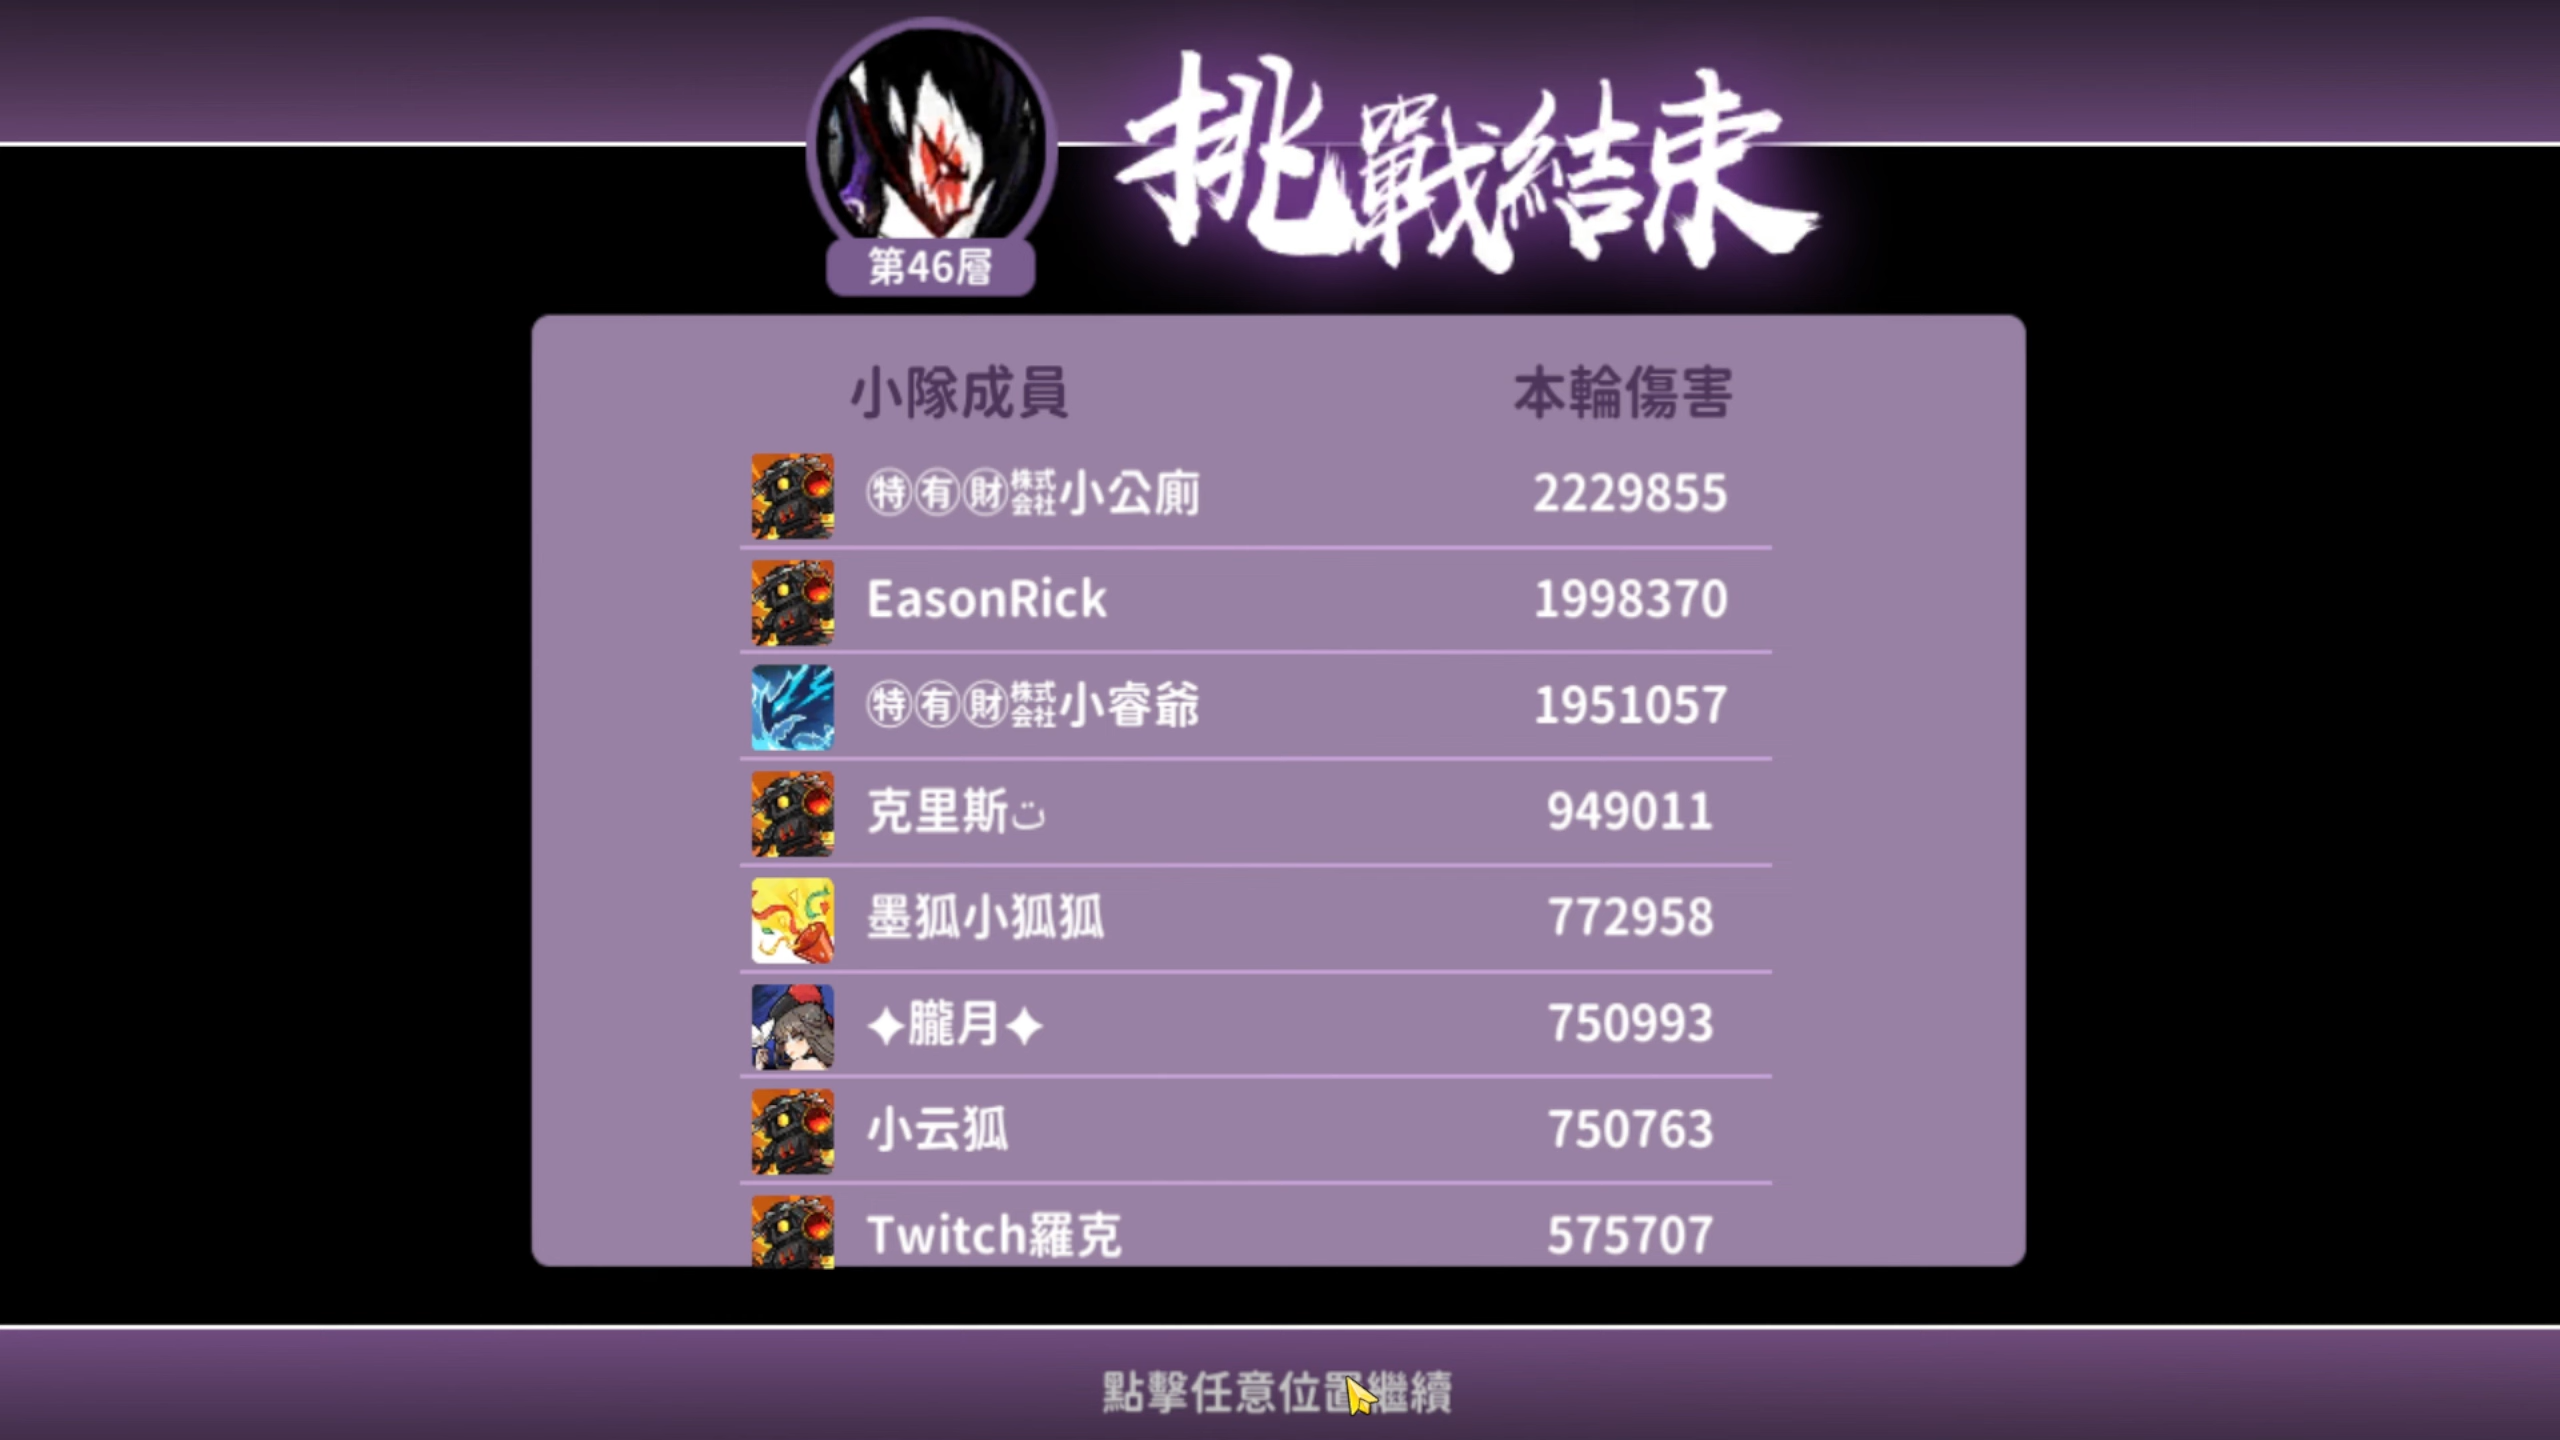 挑戰結束
第46層
小隊成員 本輪傷害
㊕㊒㊖㍿小公廁 2229855
EasonRick 1998370
㊕㊒㊖㍿小睿爺 1951057
克里斯ت 949011
墨狐小狐狐 772958
✦朧月✦ 750993
小云狐 750763
Twitch羅克 575707
點擊任意位置繼續